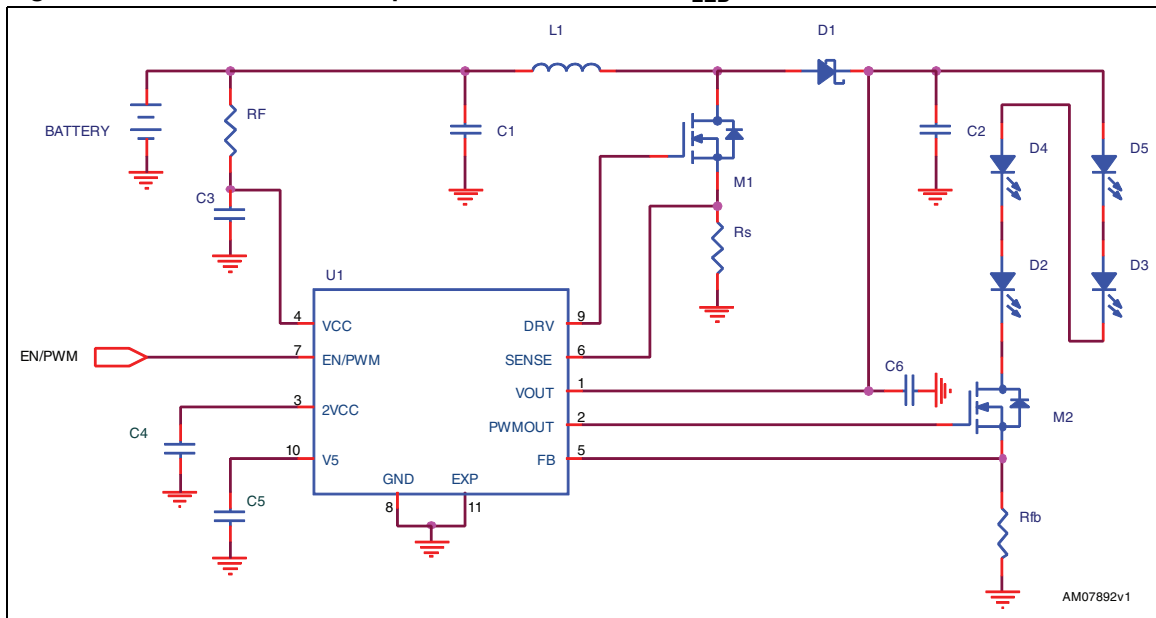 LED
L1
D1
RF
BATTERY
C1
C2
D4
D5
M1
C3
Rs
U1
D2
D3
4
VCC
DRV
9
EN/PWM
7
EN/PWM
SENSE
6
C6
3
2VCC
VOUT
1
C4
PWMOUT
2
M2
10
V5
FB
5
GND
EXP
C5
8
11
Rfb
AM07892v1